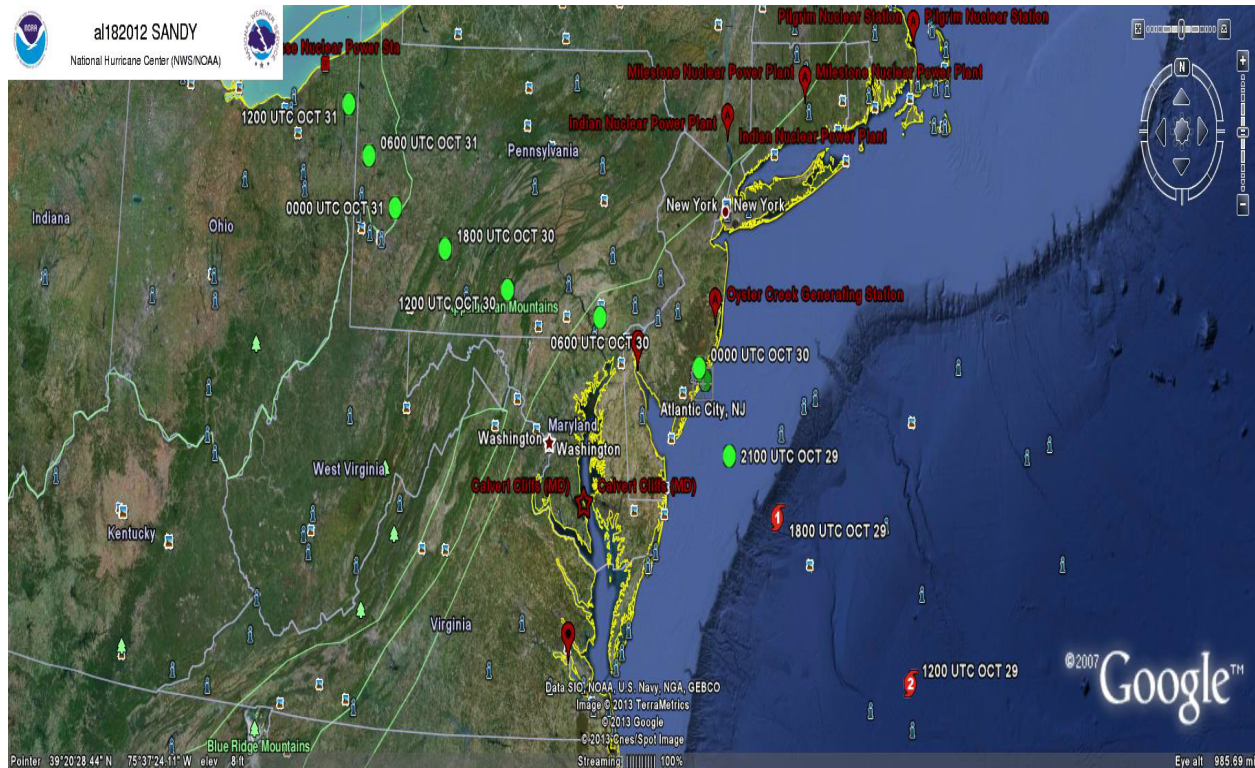 al182012 SANDY
National Hurricane Center (NWS/NOAA)
NOAA
Pilgrim Nuclear Station
Pilgrim Nuclear Station
Nuclear Power Sta
Milestone Nuclear Power Plant
Milestone Nuclear Power Plant
N
1200 UTC OCT 31
Indian Nuclear Power Plant
Indian Nuclear Power Plant
0600 UTC OCT 31
Pennsylvania
0000 UTC OCT 31
New York
New York
Indiana
Ohio
1800 UTC OCT 30
Oyster Creek Generating Station
1200 UTC OCT 30
Mountains
0600 UTC OCT 30
0000 UTC OCT 30
Atlantic City, NJ
Maryland
Washington
Washington
2100 UTC OCT 29
West Virginia
Calvert Cliffs (MD)
Calvert Cliffs (MD)
1
1800 UTC OCT 29
Kentucky
Virginia
2
1200 UTC OCT 29
©2007 Google™
Data SIO, NOAA, U.S. Navy, NGA, GEBCO
Image © 2013 TerraMetrics
© 2013 Google
© 2013 Cnes/Spot Image
Blue Ridge Mountains
Pointer 39°20'28.44" N 75°37'24.11" W elev 8 ft
Streaming |||||||||| 100%
Eye alt 985.69 m